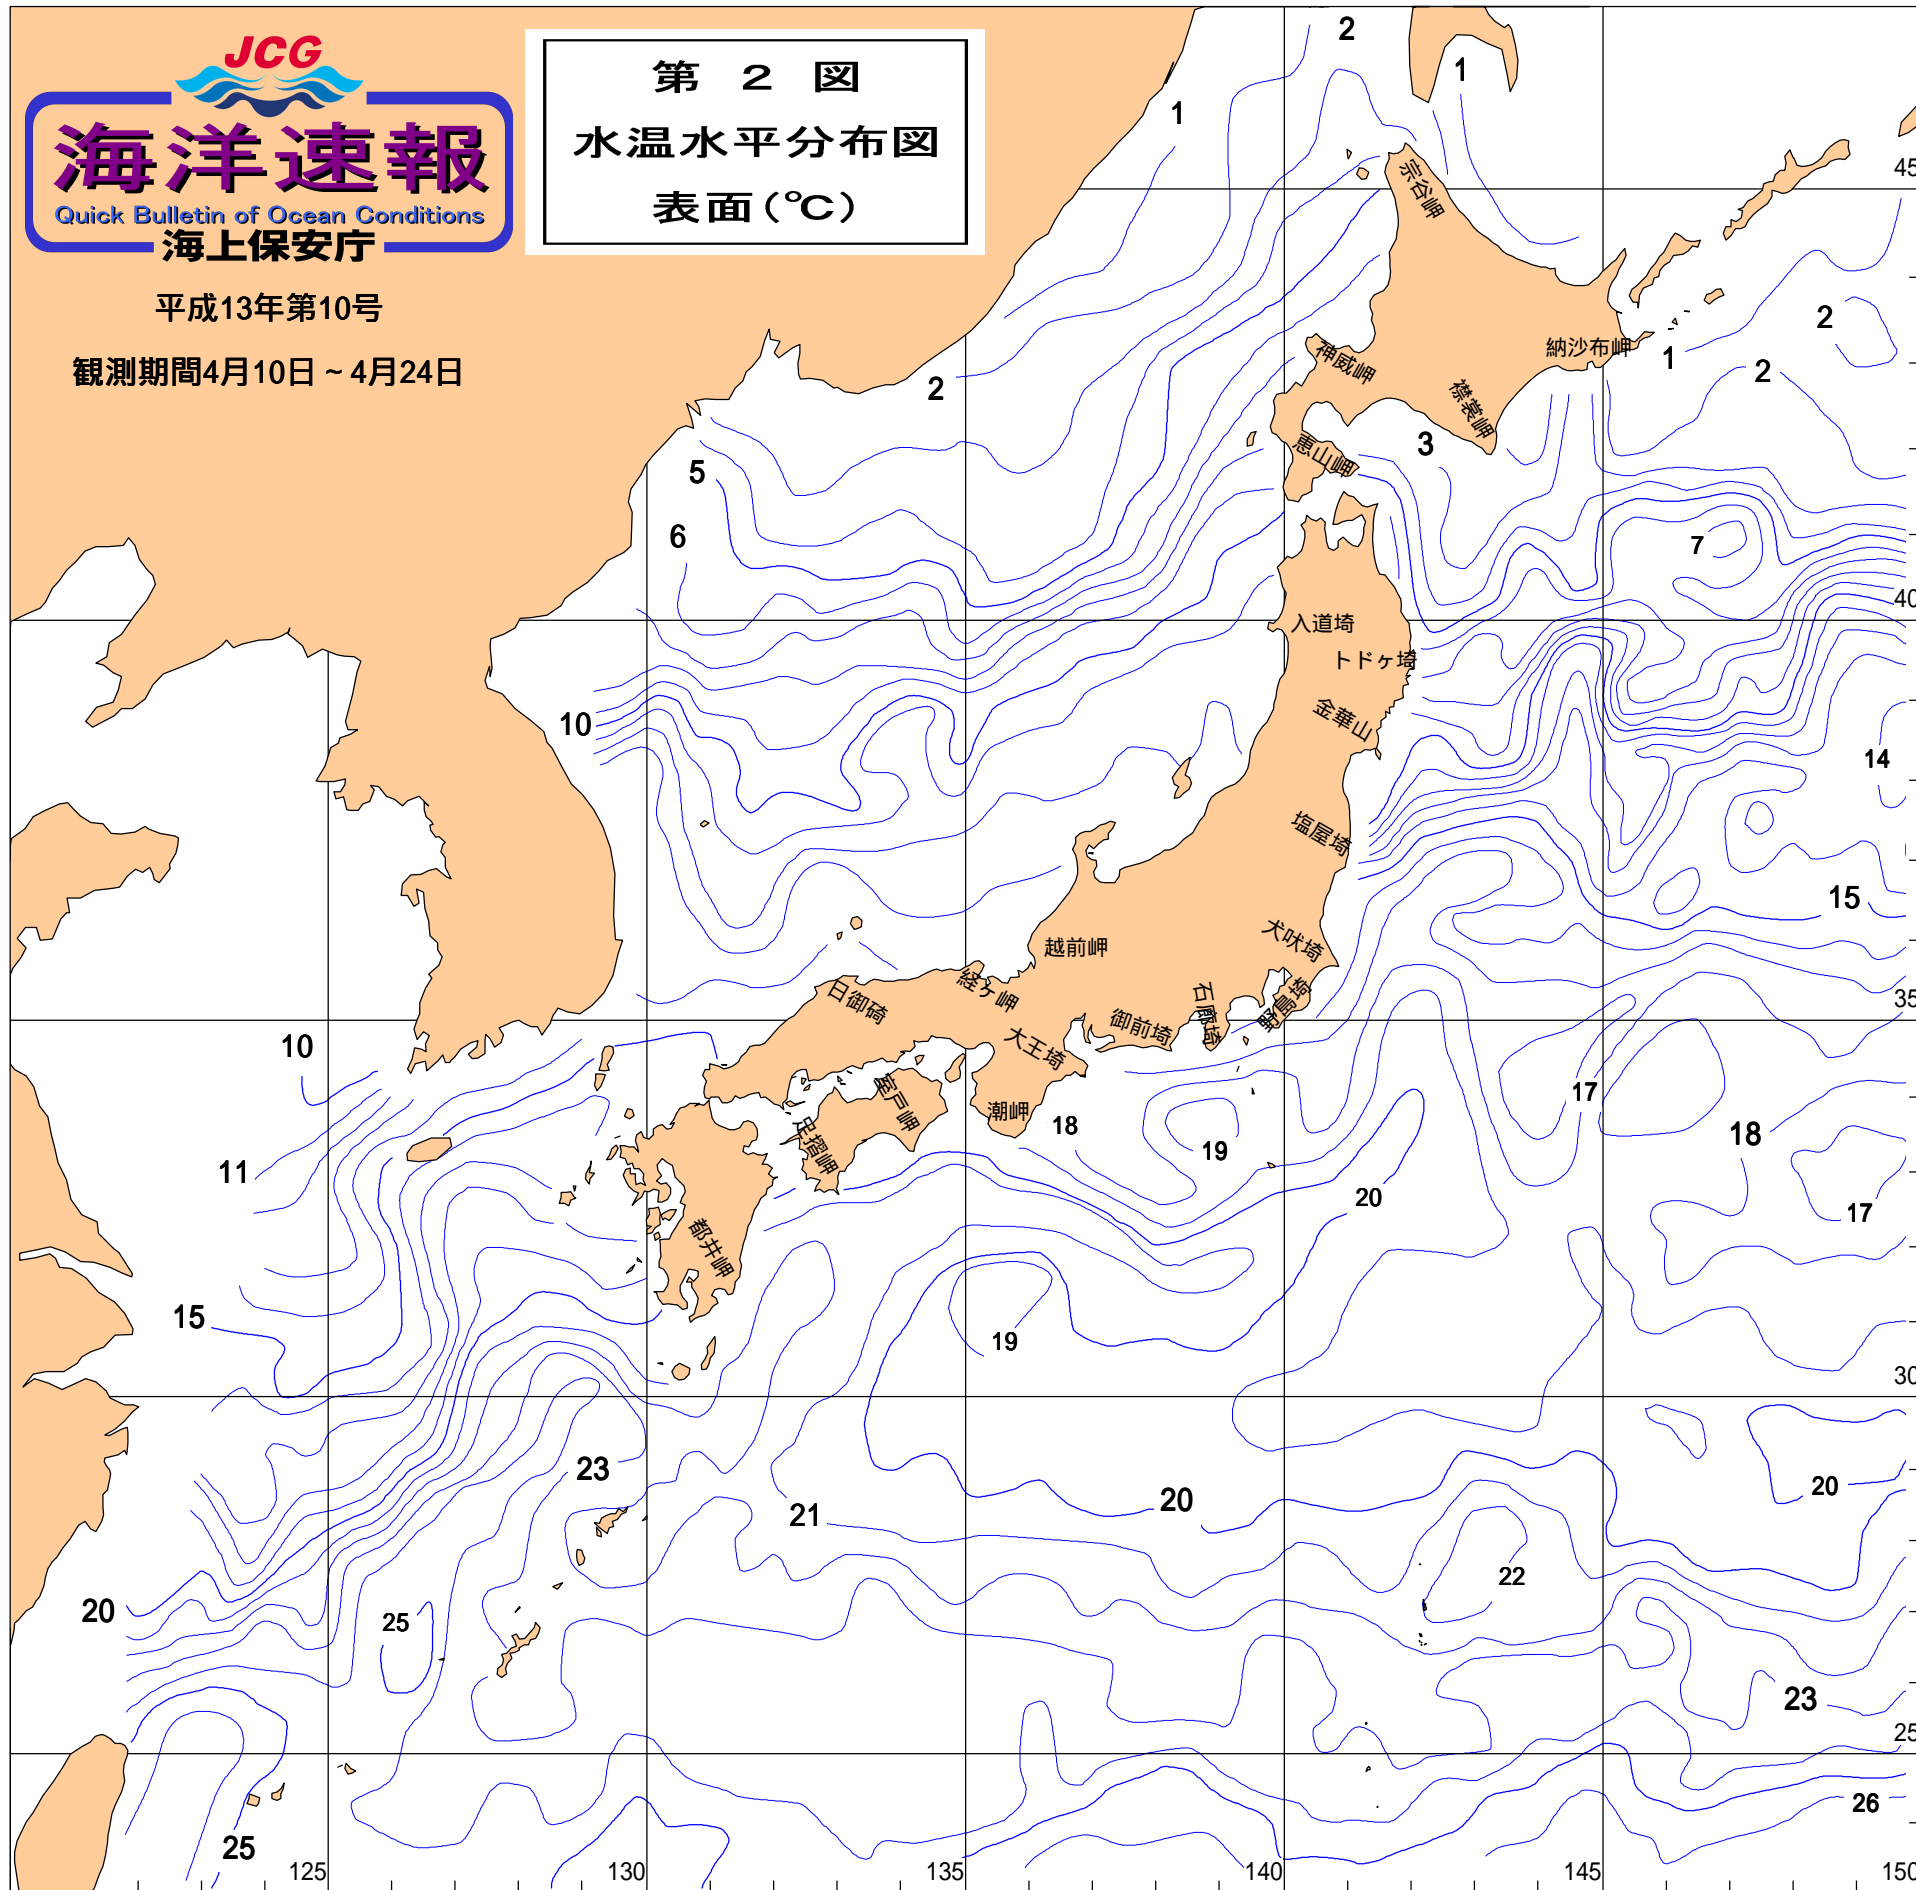 JCG
海洋速報
Quick Bulletin of Ocean Conditions
海上保安庁
平成13年第10号
観測期間4月10日～4月24日
第 2 図
水温水平分布図
表面(℃)
2
1
1
45
宗谷岬
2
納沙布岬
1
2
神威岬
2
襟裳岬
3
恵山岬
5
6
7
40
入道埼
トドヶ埼
金華山
10
14
塩屋埼
15
犬吠埼
越前岬
経ヶ岬
日御碕
石廊埼
野島埼
35
御前埼
大王埼
10
17
室戸岬
潮岬
18
足摺岬
19
18
11
20
17
都井岬
15
19
30
23
20
21
20
22
20
25
23
25
26
25
125
130
135
140
145
150